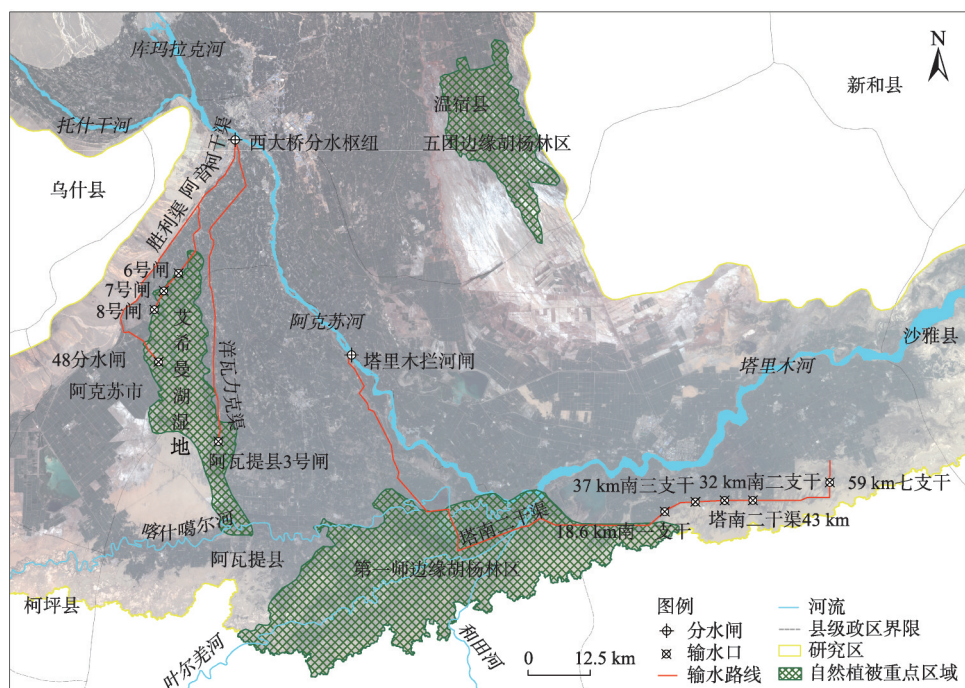 库玛拉克河
N
新和县
温宿县
托什干河
西大桥分水枢纽
五团边缘胡杨林区
阿音柯干渠
乌什县
胜利渠
6号闸
7号闸
8号闸
艾希曼湖湿地
阿克苏河
沙雅县
48分水闸
塔里木拦河闸
塔里木河
阿克苏市
洋瓦力克渠
阿瓦提县3号闸
37 km南三支干
32 km南二支干
59 km七支干
塔南二干渠
18.6 km南一支干
塔南二干渠43 km
喀什噶尔河
阿瓦提县
第一师边缘胡杨林区
柯坪县
叶尔羌河
和田河
0 12.5 km
图例
分水闸
输水口
输水路线
河流
县级政区界限
研究区
自然植被重点区域